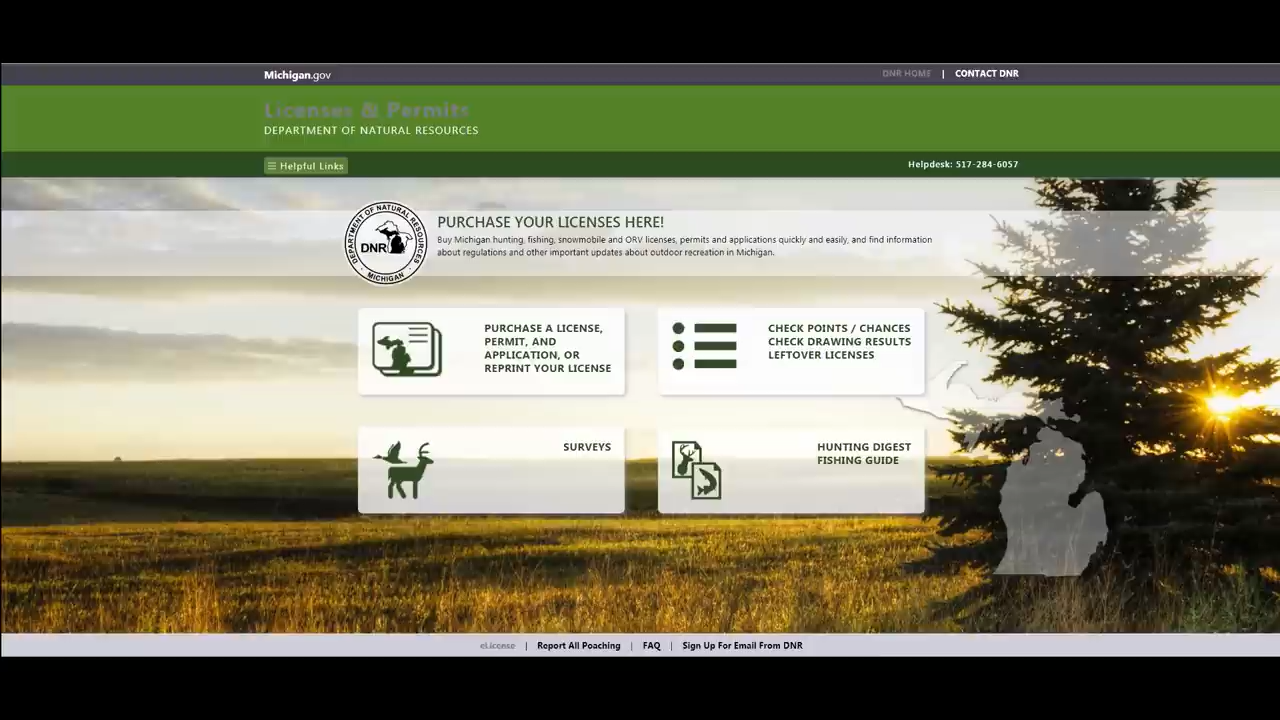 Michigan.gov
DNR HOME | CONTACT DNR
Licenses & Permits
DEPARTMENT OF NATURAL RESOURCES
Helpful Links
Helpdesk: 517-284-6057
DEPARTMENT OF NATURAL RESOURCES
DNR
MICHIGAN
PURCHASE YOUR LICENSES HERE!
Buy Michigan hunting, fishing, snowmobile and ORV licenses, permits and applications quickly and easily, and find information
about regulations and other important updates about outdoor recreation in Michigan.
PURCHASE A LICENSE,
PERMIT, AND
APPLICATION, OR
REPRINT YOUR LICENSE
CHECK POINTS / CHANCES
CHECK DRAWING RESULTS
LEFTOVER LICENSES
SURVEYS
HUNTING DIGEST
FISHING GUIDE
eLicense | Report All Poaching | FAQ | Sign Up For Email From DNR